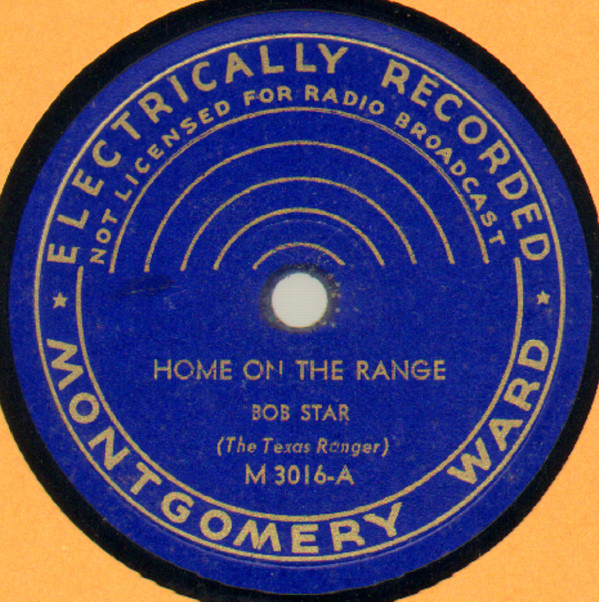 ELECTRICALLY RECORDED
NOT LICENSED FOR RADIO BROADCAST
HOME ON THE RANGE
BOB STAR
(The Texas Ranger)
M 3016-A
MONTGOMERY WARD